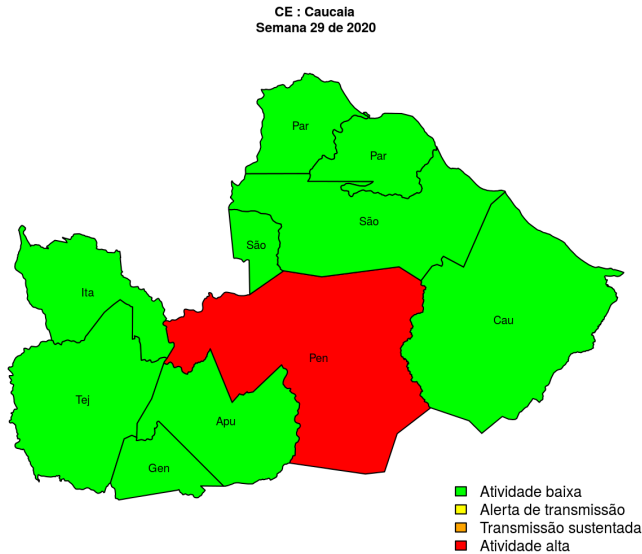 CE : Caucaia
Semana 29 de 2020
Par
Par
São
São
Ita
Cau
Pen
Tej
Apu
Gen
Atividade baixa
Alerta de transmissão
Transmissão sustentada
Atividade alta